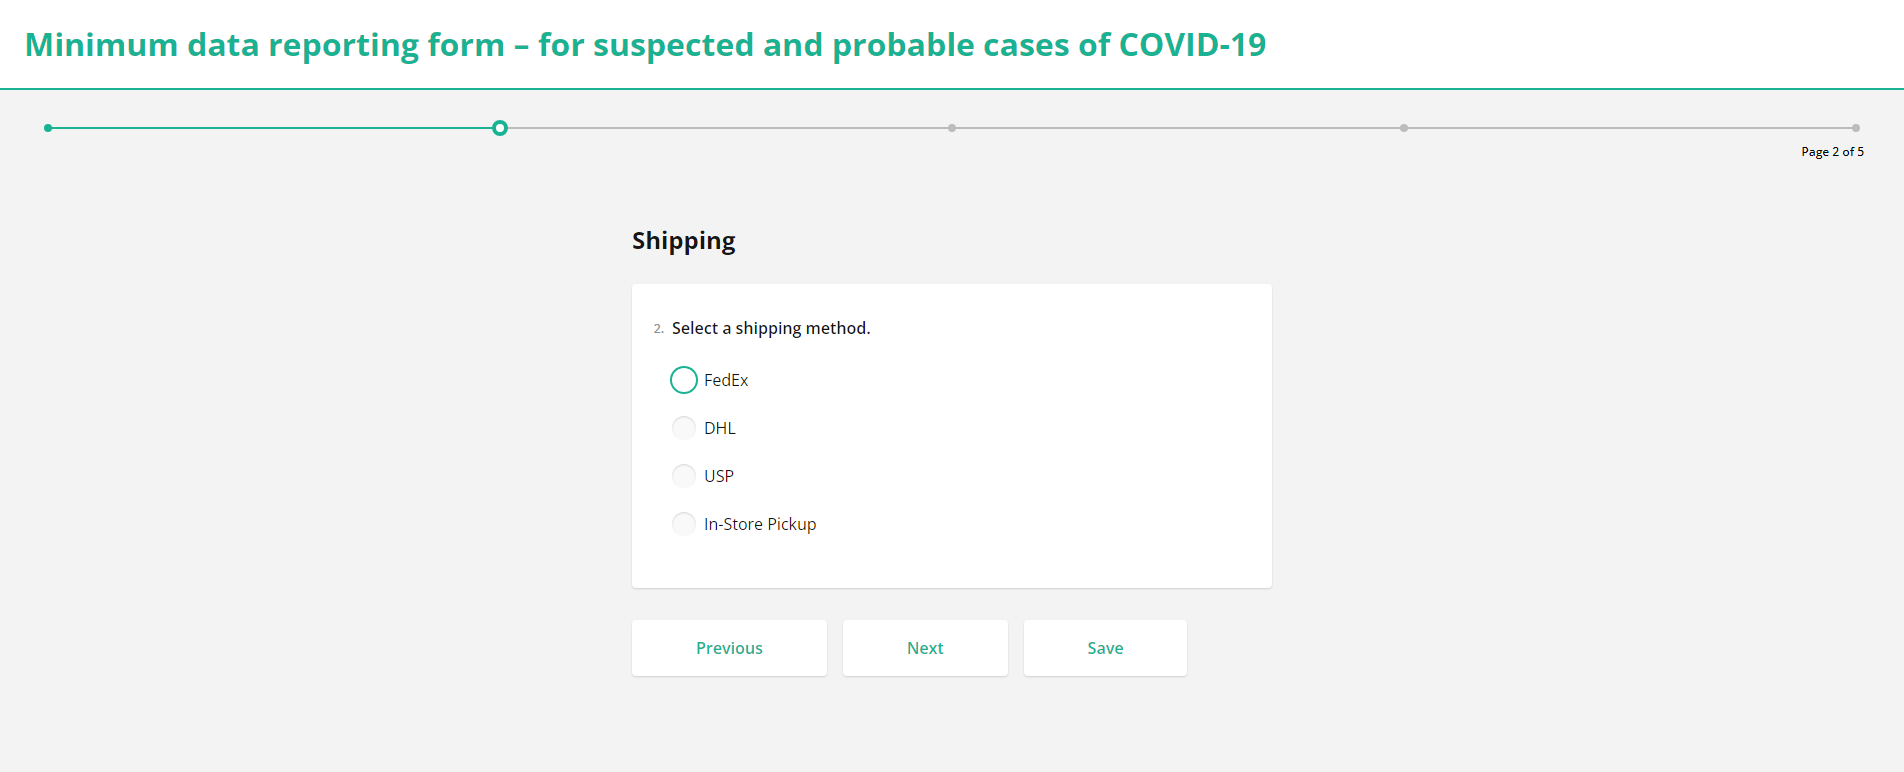 Minimum data reporting form – for suspected and probable cases of COVID-19
Page 2 of 5
Shipping
2. Select a shipping method.
FedEx
DHL
USP
In-Store Pickup
Previous
Next
Save